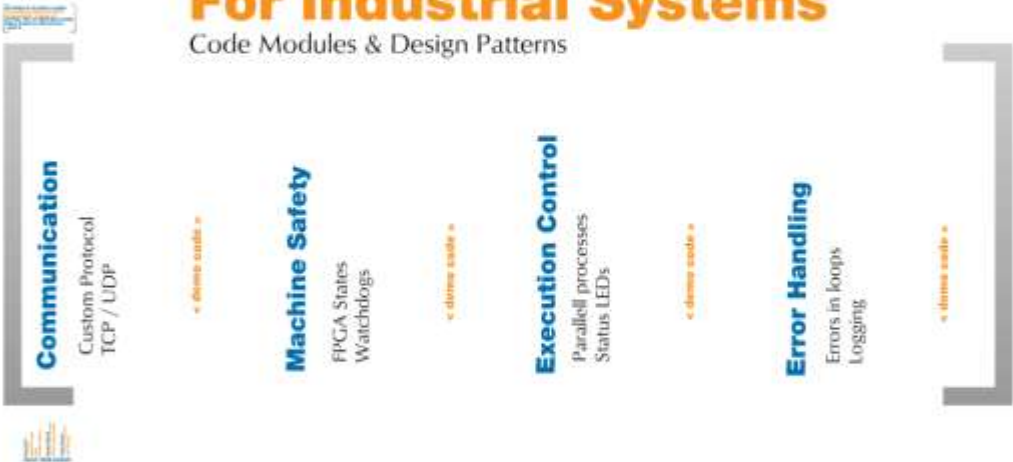 For Industrial Systems
Code Modules & Design Patterns
Communication
Custom Protocol
TCP / UDP
< demo code >
Machine Safety
FPGA States
Watchdogs
< demo code >
Execution Control
Parallell processes
Status LEDs
< demo code >
Error Handling
Errors in loops
Logging
< demo code >